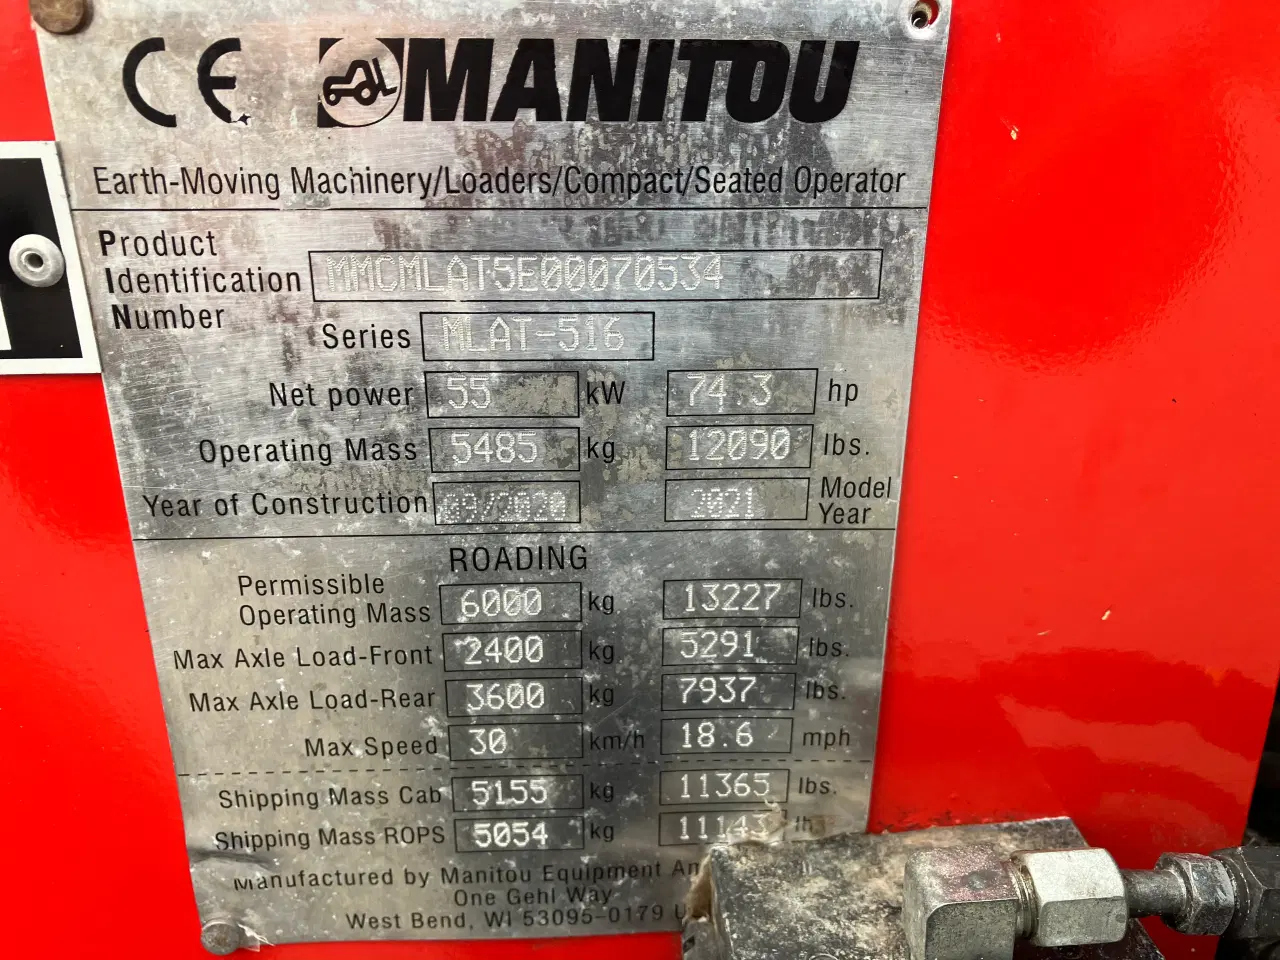 CE MANITOU
Earth-Moving Machinery/Loaders/Compact/Seated Operator
Product
Identification MMCMLAT5E00070534
Number
Series MLAT-516
Net power 55 kW 74.3 hp
Operating Mass 5485 kg 12090 lbs.
Year of Construction 09/2020 2021 Model
Year
ROADING
Permissible
Operating Mass 6000 kg 13227 lbs.
Max Axle Load-Front 2400 kg 5291 lbs.
Max Axle Load-Rear 3600 kg 7937 lbs.
Max Speed 30 km/h 18.6 mph
Shipping Mass Cab 5155 kg 11365 lbs.
Shipping Mass ROPS 5054 kg 11143
Manufactured by Manitou Equipment
One Gehl Way
West Bend, WI 53095-0179